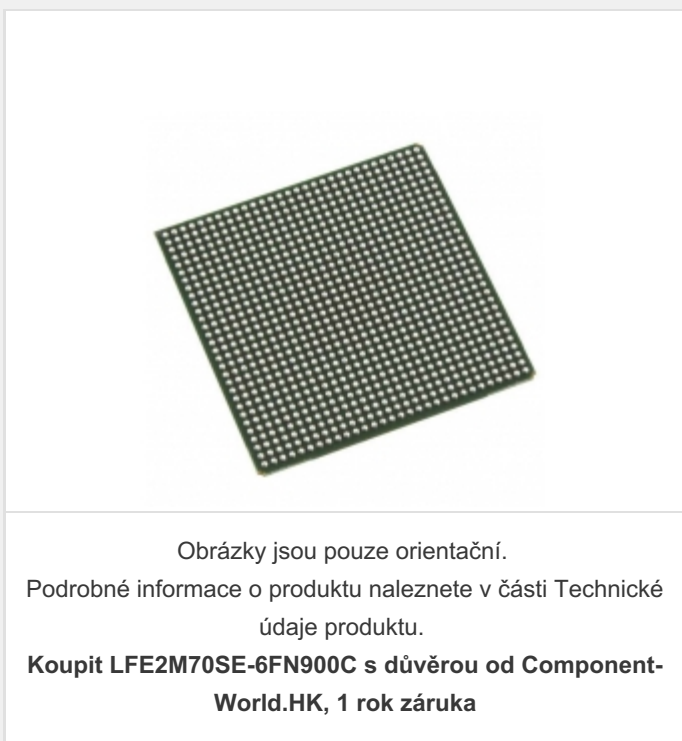 Obrázky jsou pouze orientační.
Podrobné informace o produktu naleznete v části Technické
údaje produktu.
Koupit LFE2M70SE-6FN900C s důvěrou od Component-
World.HK, 1 rok záruka